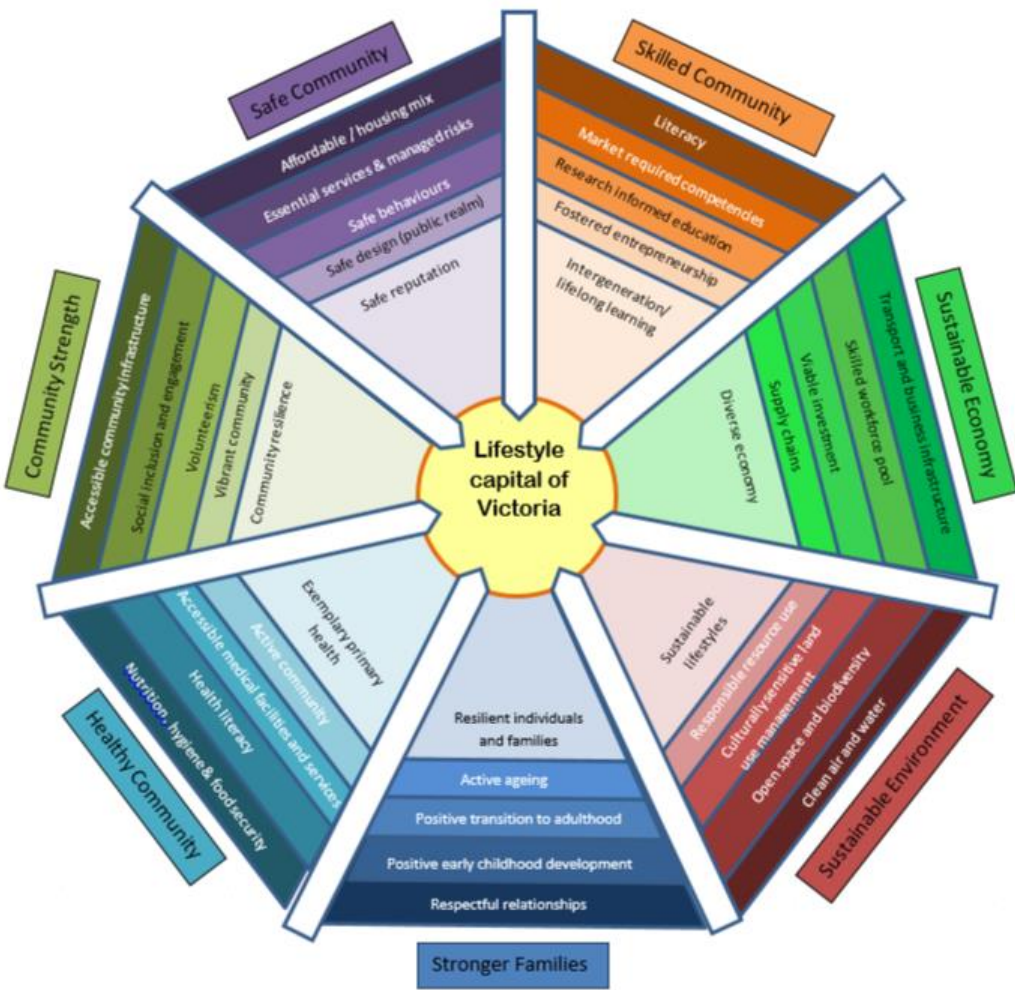 Safe Community
Affordable / housing mix
Essential services & managed risks
Safe behaviours
Safe design (public realm)
Safe reputation
Skilled Community
Literacy
Market required competencies
Research informed education
Fostered entrepreneurship
Intergeneration/
lifelong learning
Sustainable Economy
Transport and business infrastructure
Skilled workforce pool
Viable investment
Supply chains
Diverse economy
Sustainable Environment
Clean air and water
Open space and biodiversity
Culturally sensitive land
use management
Responsible resource use
Sustainable
lifestyles
Stronger Families
Respectful relationships
Positive early childhood development
Positive transition to adulthood
Active ageing
Resilient individuals
and families
Healthy Community
Nutrition, hygiene & food security
Health literacy
Accessible medical facilities and services
Active community
Exemplary primary
health
Community Strength
Accessible community infrastructure
Social inclusion and engagement
Volunteerism
Vibrant community
Community resilience
Lifestyle
capital of
Victoria